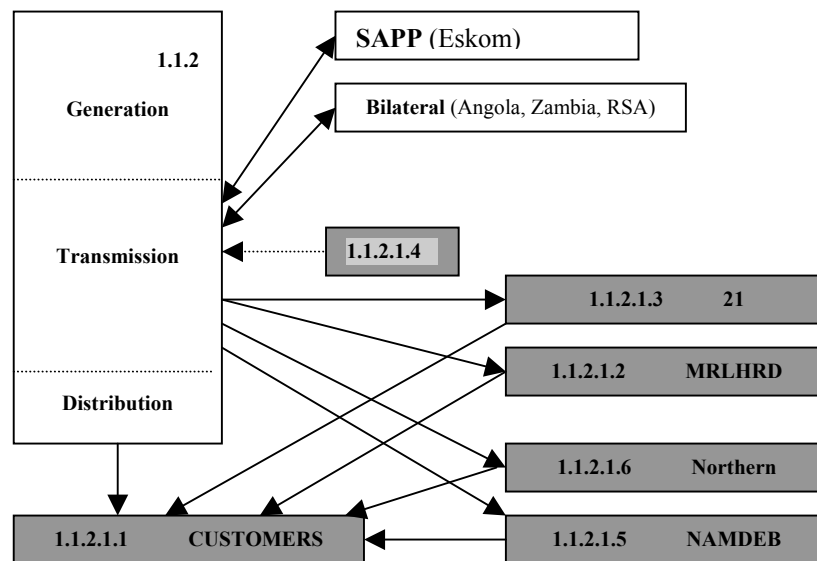 1.1.2
Generation
Transmission
Distribution
SAPP (Eskom)
Bilateral (Angola, Zambia, RSA)
1.1.2.1.4
1.1.2.1.3 21
1.1.2.1.2 MRLHRD
1.1.2.1.6 Northern
1.1.2.1.1 CUSTOMERS
1.1.2.1.5 NAMDEB